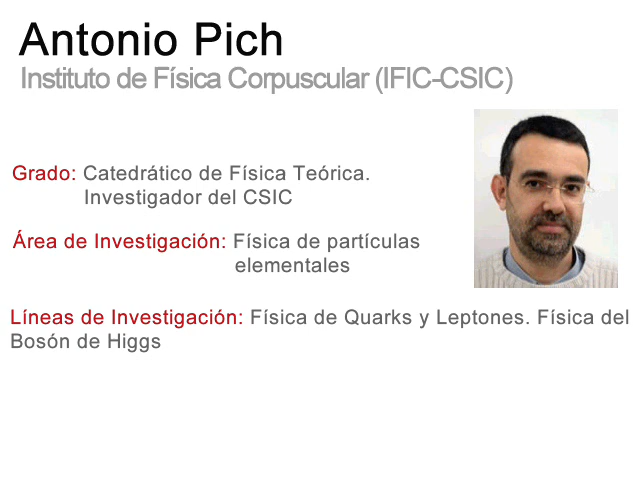 Antonio Pich
Instituto de Física Corpuscular (IFIC-CSIC)
Grado: Catedrático de Física Teórica.
Investigador del CSIC
Área de Investigación: Física de partículas
elementales
Líneas de Investigación: Física de Quarks y Leptones. Física del
Bosón de Higgs